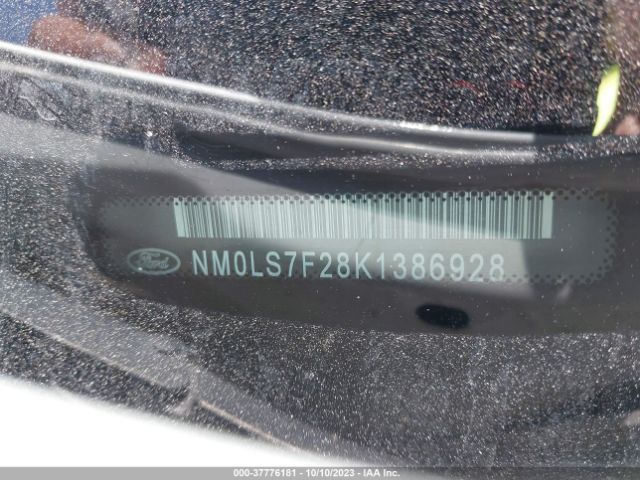 Ford NM0LS7F28K1386928
000-37776181 - 10/10/2023 - IAA Inc.